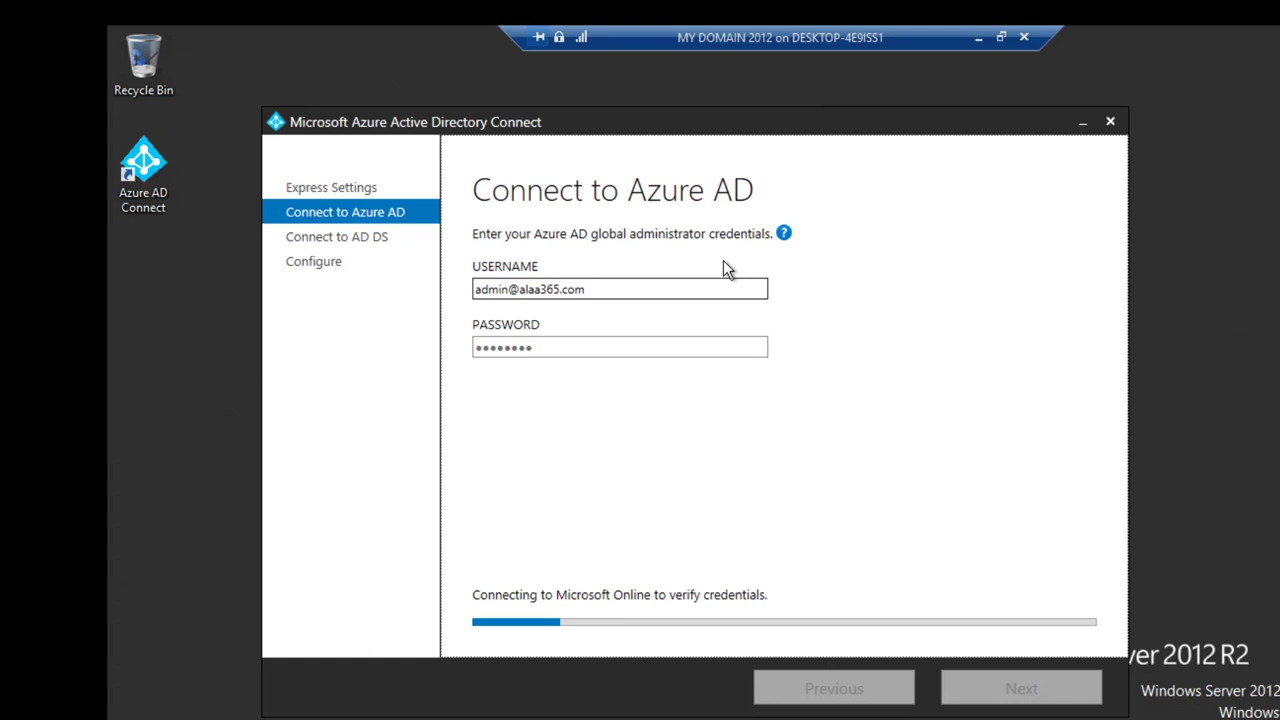 MY DOMAIN 2012 on DESKTOP-4E9ISS1
Recycle Bin
Azure AD
Connect
Microsoft Azure Active Directory Connect
Express Settings
Connect to Azure AD
Connect to AD DS
Configure
Connect to Azure AD
Enter your Azure AD global administrator credentials. ?
USERNAME
admin@alaa365.com
PASSWORD
••••••••
Connecting to Microsoft Online to verify credentials.
Previous
Next
ver 2012 R2
Windows Server 2012
Windows